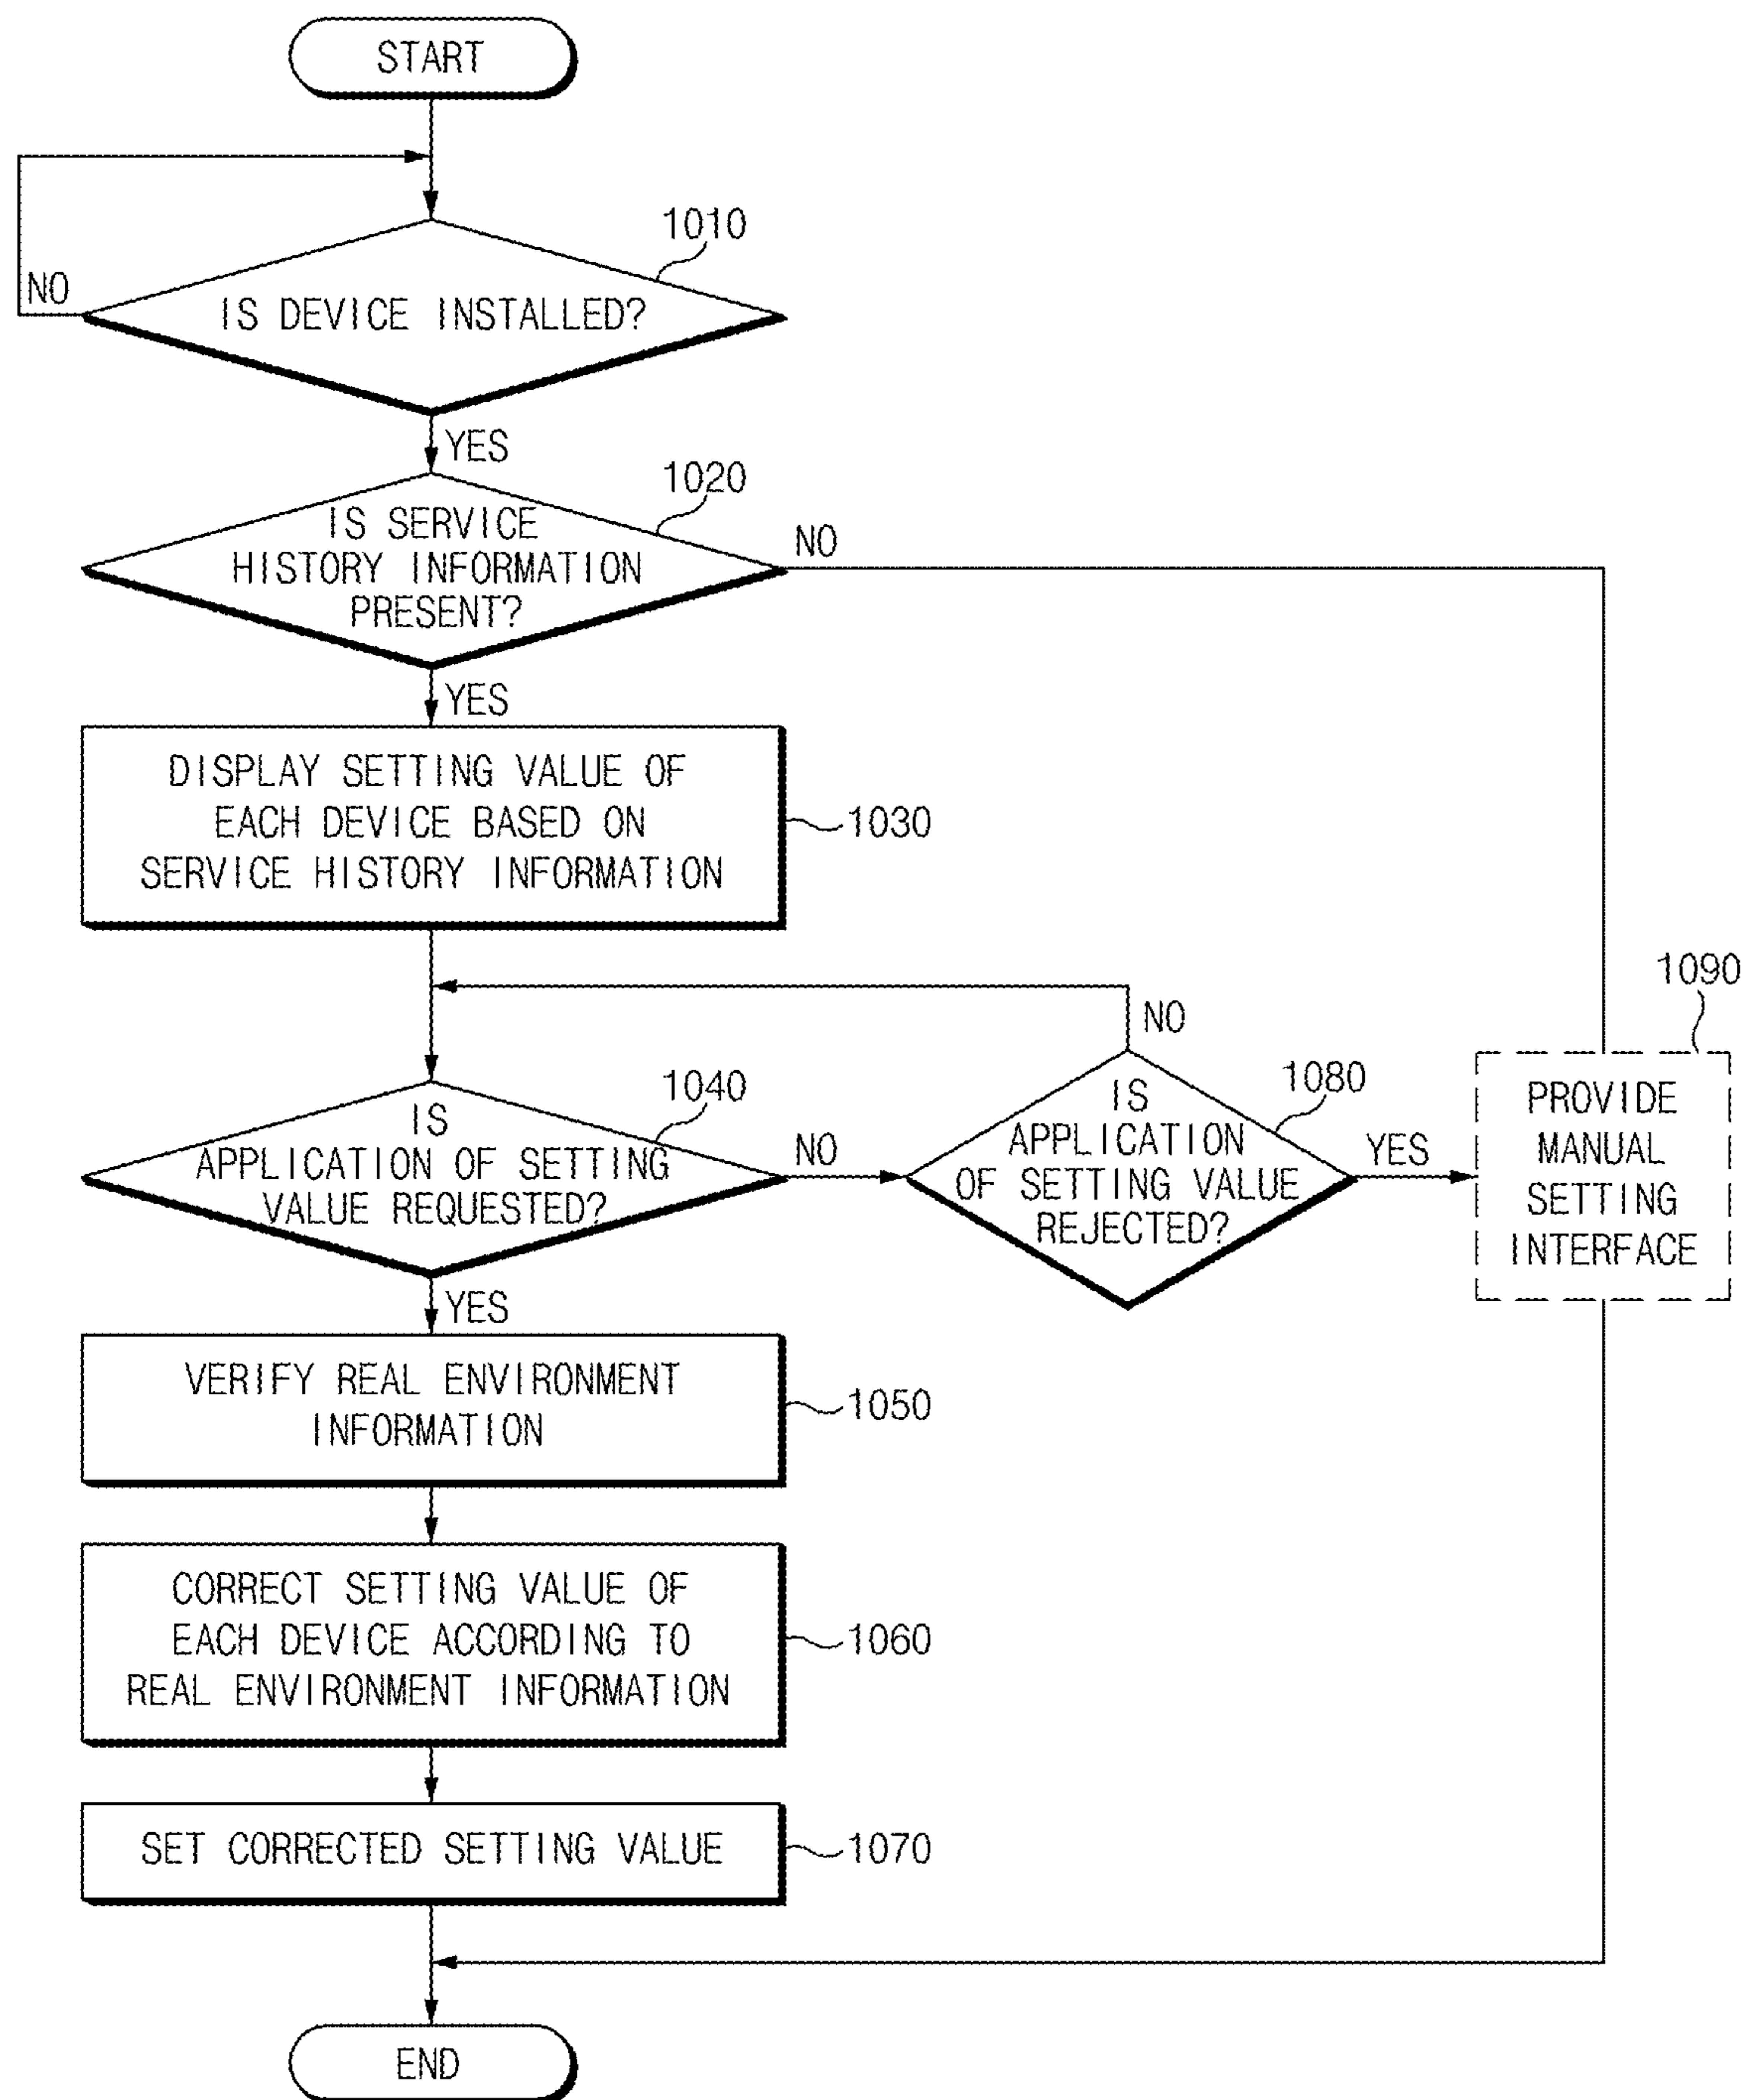 START
1010
NO
IS DEVICE INSTALLED?
YES
1020
IS SERVICE
HISTORY INFORMATION
PRESENT?
NO
YES
DISPLAY SETTING VALUE OF
EACH DEVICE BASED ON
SERVICE HISTORY INFORMATION
1030
1090
NO
1040
IS
APPLICATION OF SETTING
VALUE REQUESTED?
NO
1080
IS
APPLICATION
OF SETTING VALUE
REJECTED?
YES
PROVIDE
MANUAL
SETTING
INTERFACE
YES
VERIFY REAL ENVIRONMENT
INFORMATION
1050
CORRECT SETTING VALUE OF
EACH DEVICE ACCORDING TO
REAL ENVIRONMENT INFORMATION
1060
SET CORRECTED SETTING VALUE
1070
END